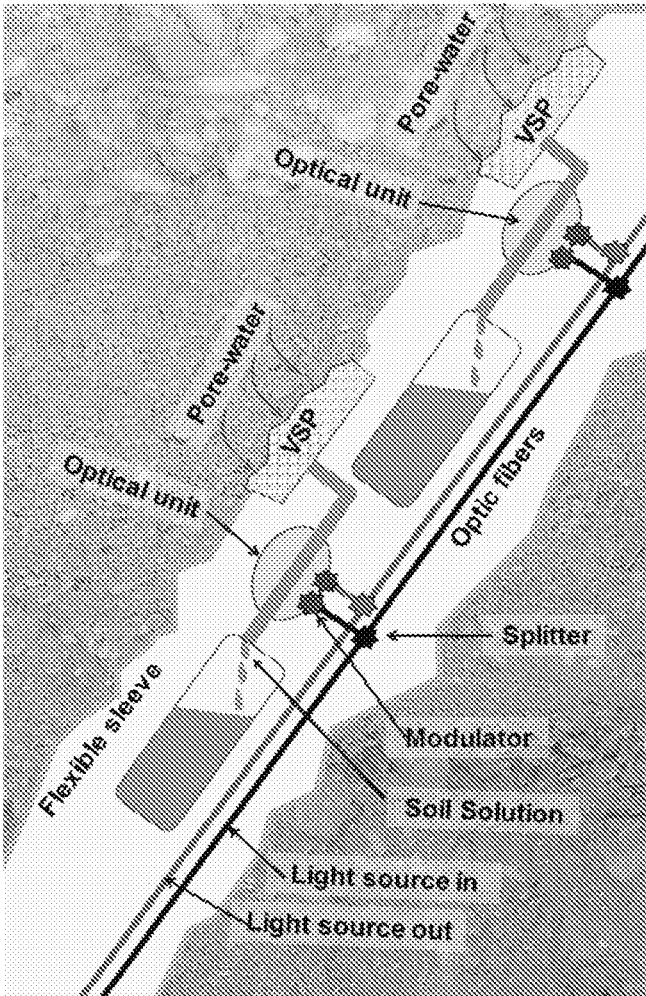 Pore-water
VSP
Optical unit
Pore-water
VSP
Optical unit
Optic fibers
Splitter
Flexible sleeve
Modulator
Soil Solution
Light source in
Light source out